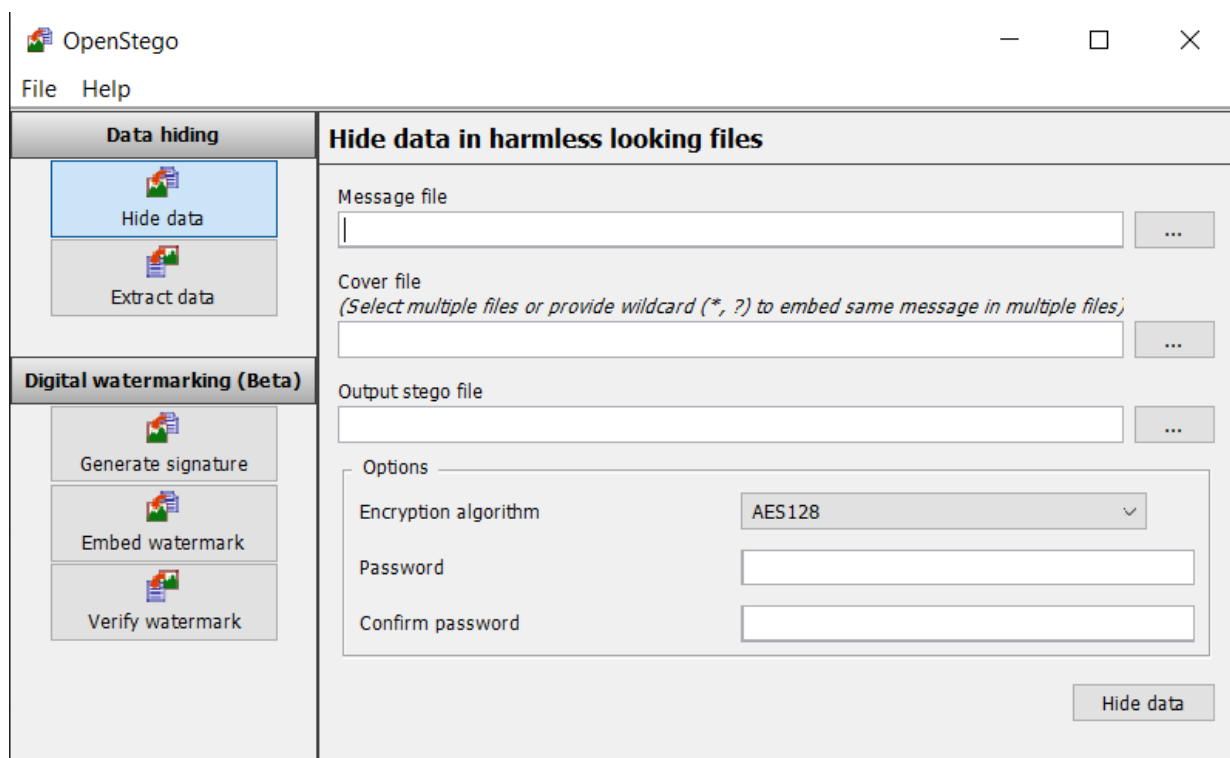 OpenStego
File Help
Data hiding
Hide data
Extract data
Digital watermarking (Beta)
Generate signature
Embed watermark
Verify watermark
Hide data in harmless looking files
Message file
...
Cover file
(Select multiple files or provide wildcard (*, ?) to embed same message in multiple files)
...
Output stego file
...
Options
Encryption algorithm AES128
Password
Confirm password
Hide data